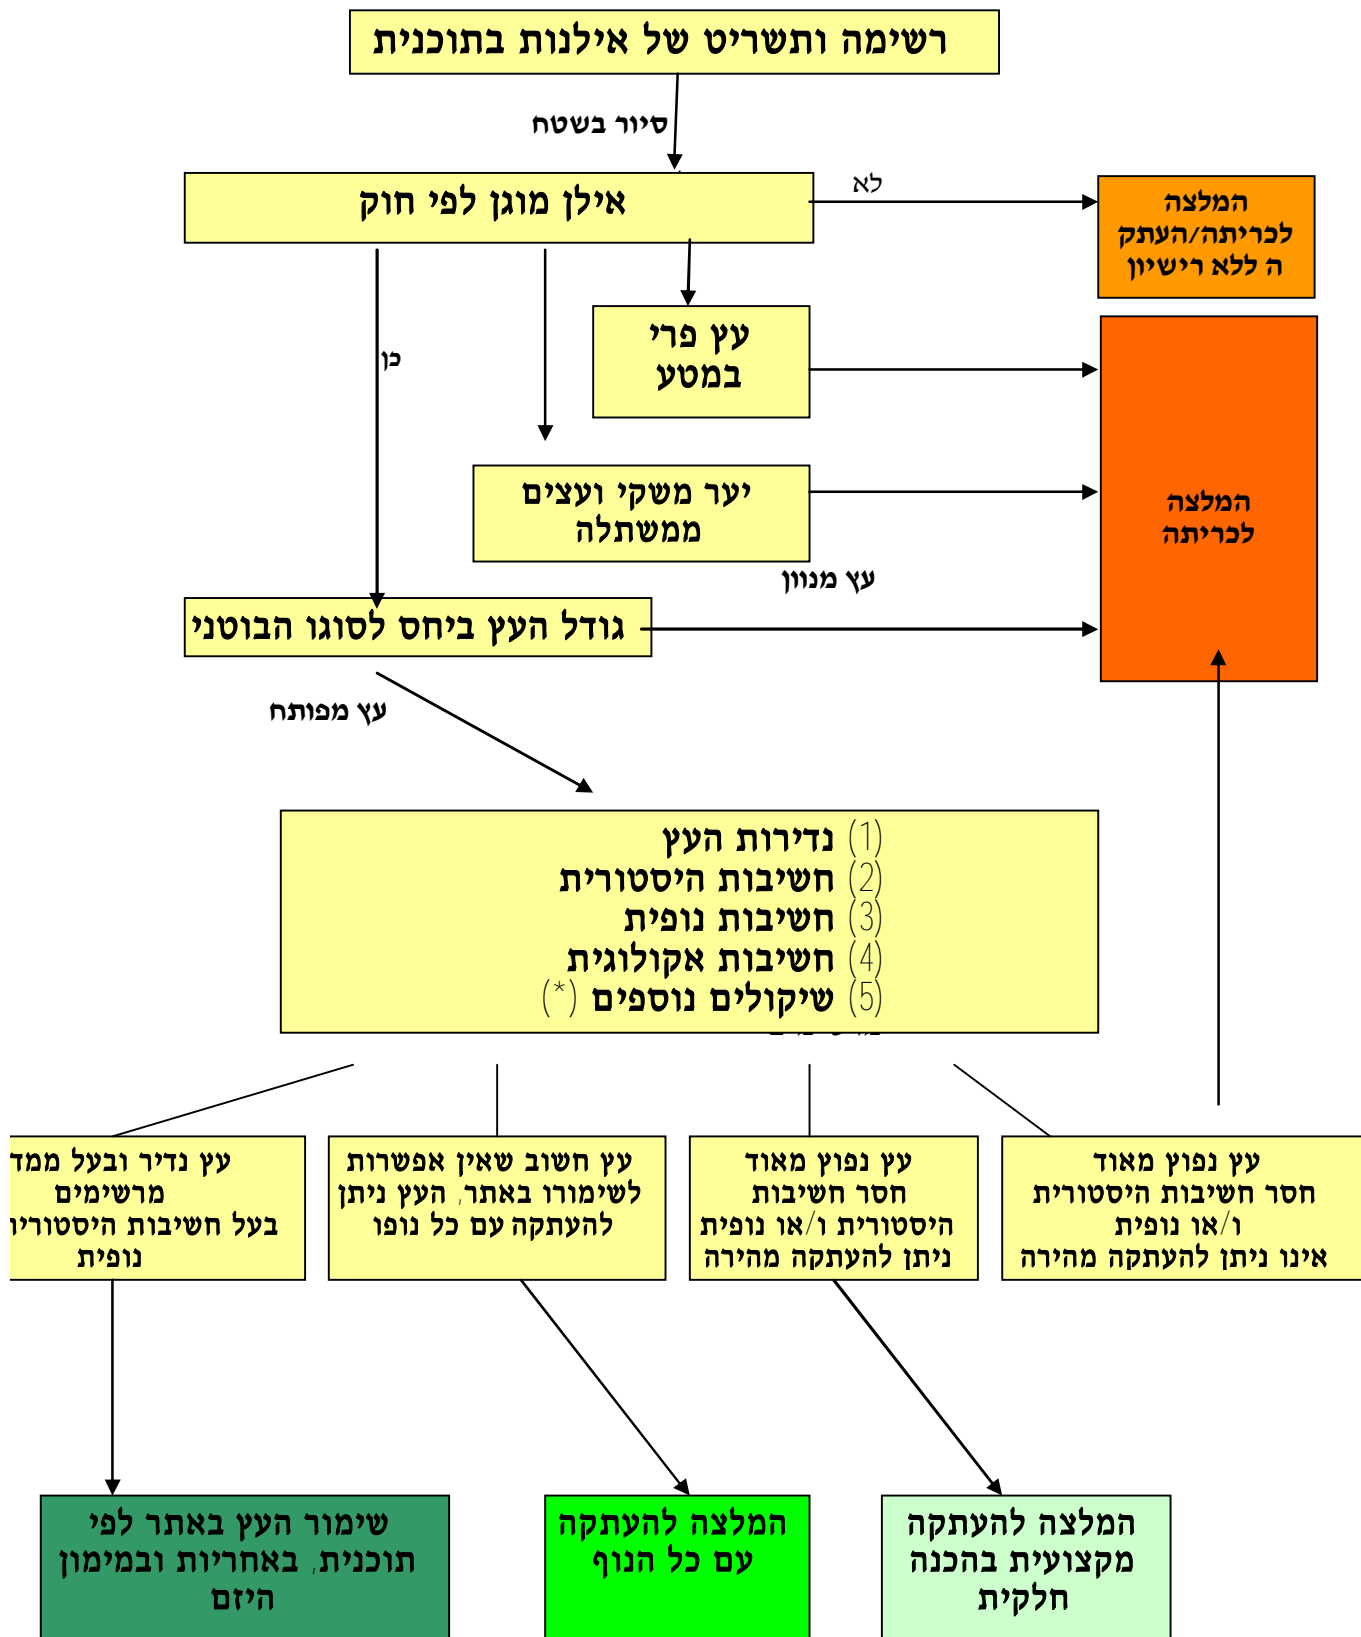 רשימה ותשריט של אילנות בתוכנית
סיור בשטח
אילן מוגן לפי חוק
לא
המלצה
לכריתה/העתק
ה ללא רישיון
עץ פרי
במטע
כן
יער משקי ועצים
ממשתלה
המלצה
לכריתה
עץ מנוון
גודל העץ ביחס לסוגו הבוטני
עץ מפותח
(1) נדירות העץ
(2) חשיבות היסטורית
(3) חשיבות נופית
(4) חשיבות אקולוגית
(5) שיקולים נוספים (*)
עץ נפוץ מאוד
חסר חשיבות היסטורית
ו/או נופית
אינו ניתן להעתקה מהירה
עץ נפוץ מאוד
חסר חשיבות
היסטורית ו/או נופית
ניתן להעתקה מהירה
עץ חשוב שאין אפשרות
לשימורו באתר, העץ ניתן
להעתקה עם כל נופו
עץ נדיר ובעל ממד
מרשימים
בעל חשיבות היסטורי
נופית
המלצה להעתקה
מקצועית בהכנה
חלקית
המלצה להעתקה
עם כל הנוף
שימור העץ באתר לפי
תוכנית, באחריות ובמימון
היזם